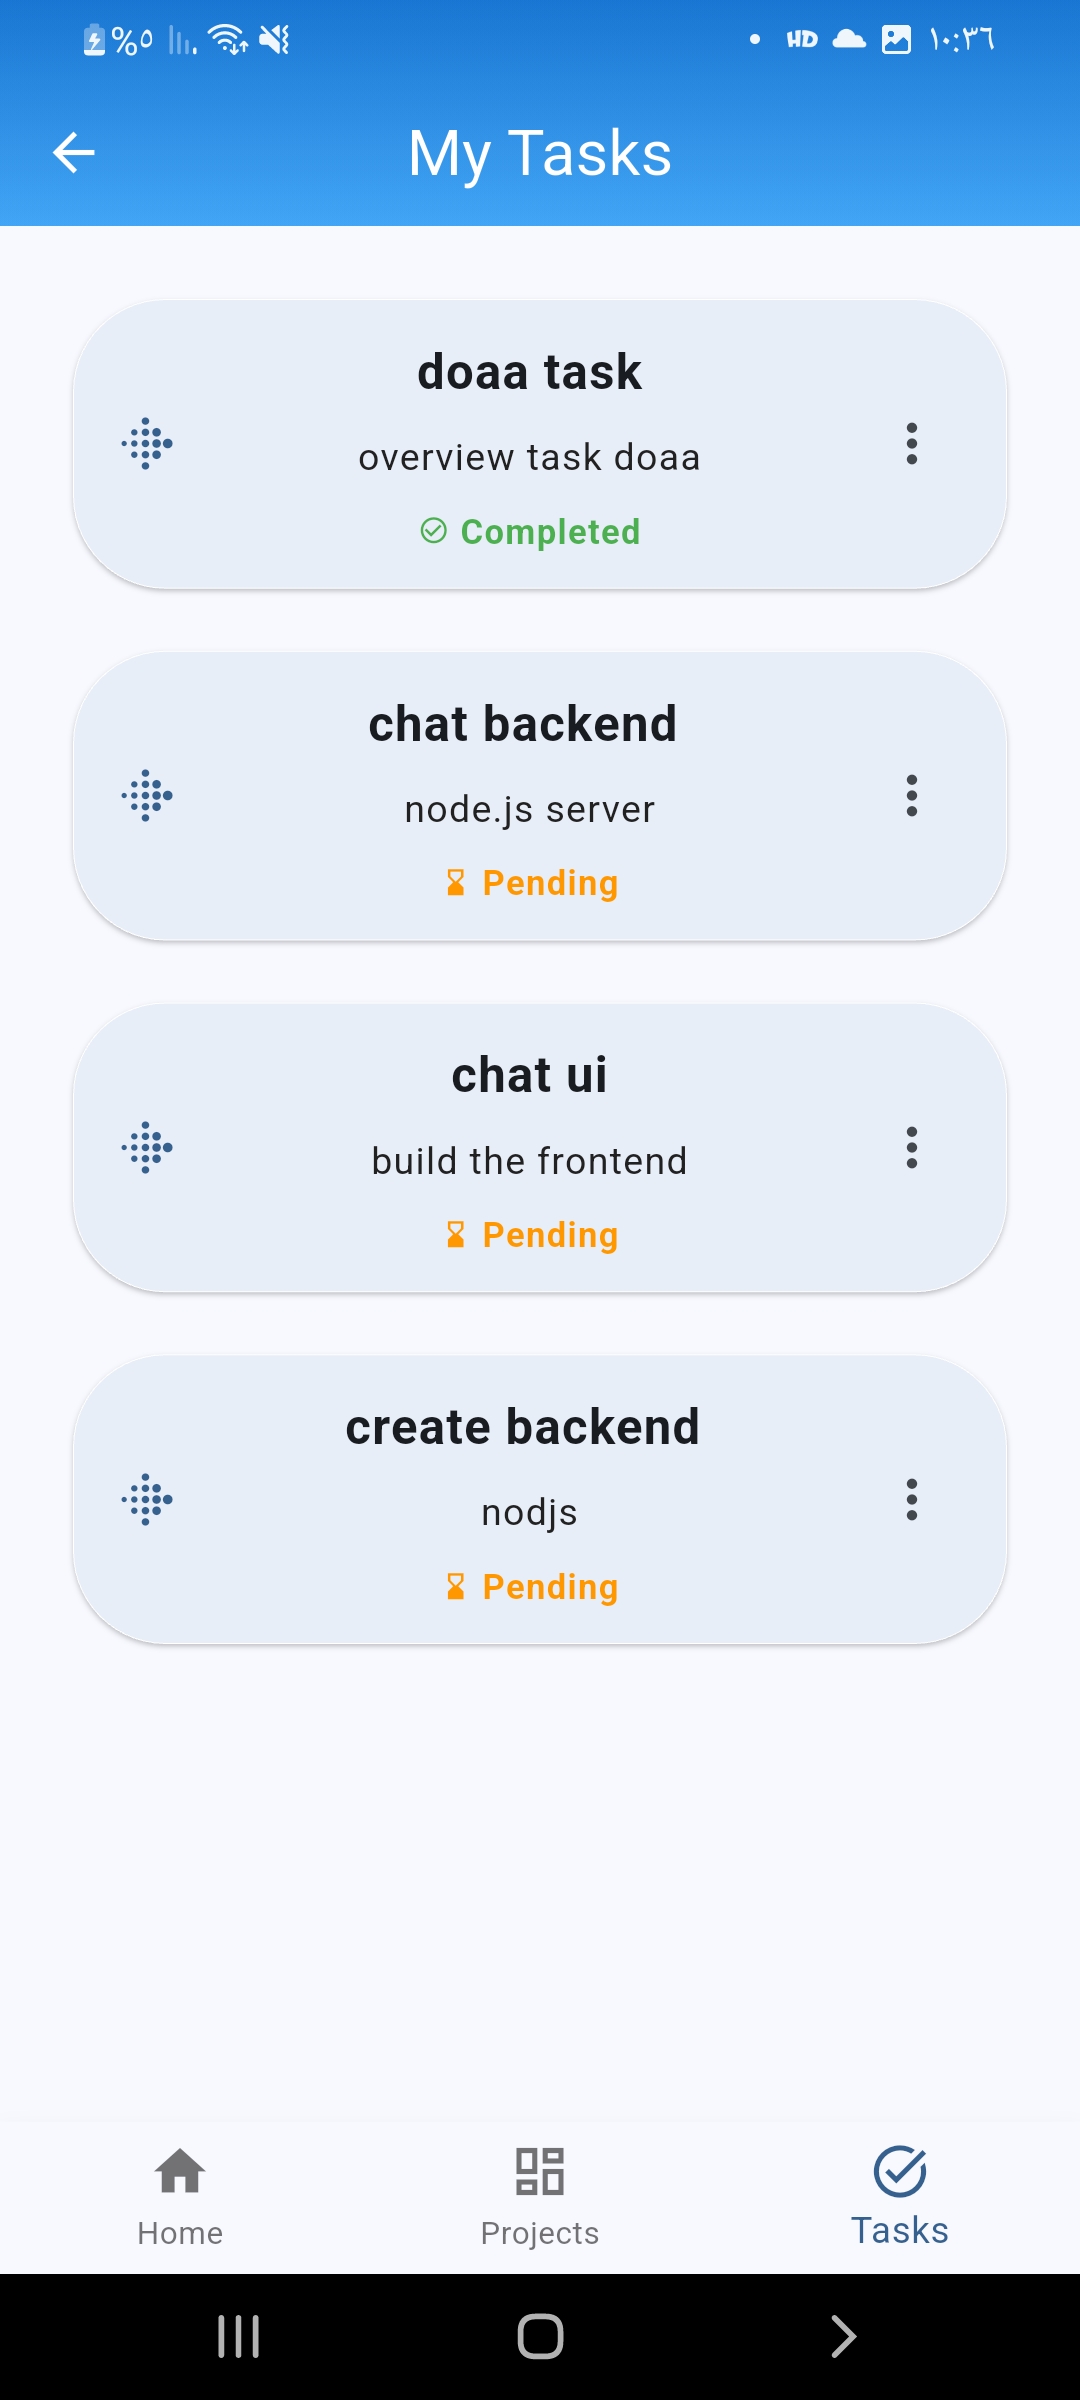 %٥
HD
١٠:٣٦
My Tasks
doaa task
overview task doaa
Completed
chat backend
node.js server
Pending
chat ui
build the frontend
Pending
create backend
nodjs
Pending
Home
Projects
Tasks